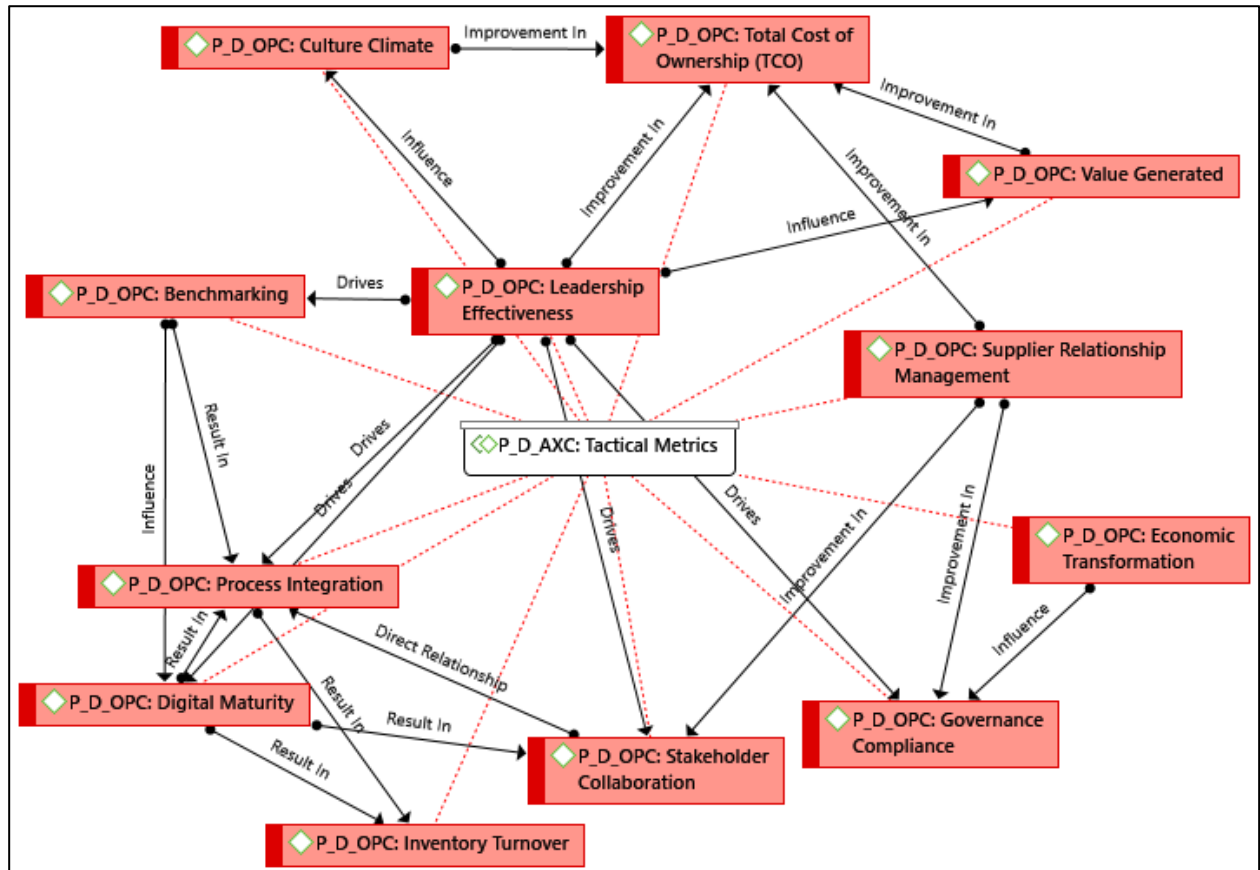 P_D_OPC: Culture Climate
Improvement In
P_D_OPC: Total Cost of
Ownership (TCO)
Improvement In
P_D_OPC: Value Generated
Influence
Improvement In
Improvement In
Influence
P_D_OPC: Benchmarking
Drives
P_D_OPC: Leadership
Effectiveness
P_D_OPC: Supplier Relationship
Management
Result In
Drives
P_D_AXC: Tactical Metrics
Influence
Drives
Drives
Drives
Improvement In
Improvement In
P_D_OPC: Economic
Transformation
P_D_OPC: Process Integration
Result In
Direct Relationship
Influence
P_D_OPC: Digital Maturity
Result In
Result In
P_D_OPC: Governance
Compliance
Result In
P_D_OPC: Stakeholder
Collaboration
P_D_OPC: Inventory Turnover